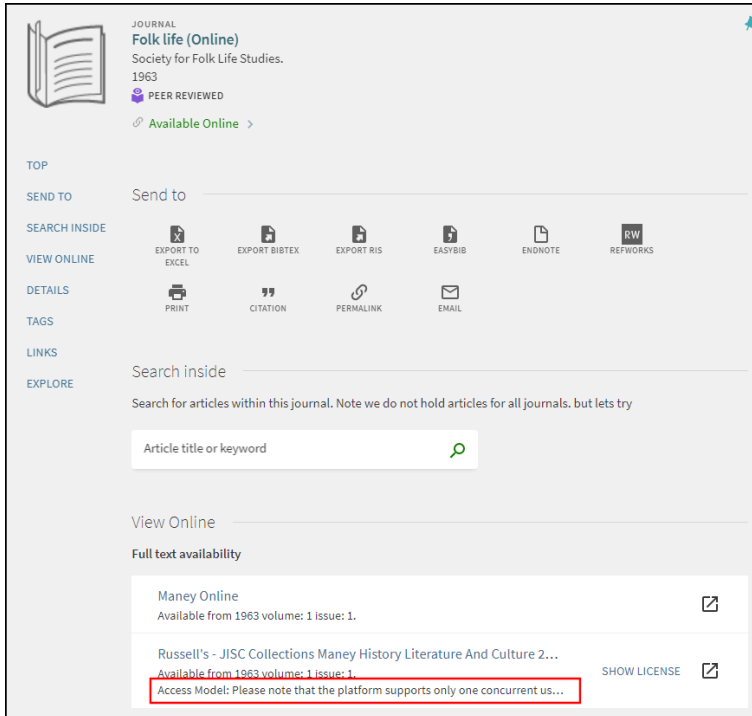 JOURNAL
Folk life (Online)
Society for Folk Life Studies.
1963
PEER REVIEWED
Available Online
TOP
SEND TO
SEARCH INSIDE
VIEW ONLINE
DETAILS
TAGS
LINKS
EXPLORE
Send to
EXPORT TO
EXCEL
EXPORT BIBTEX
EXPORT RIS
EASYBIB
ENDNOTE
RW
REFWORKS
PRINT
CITATION
PERMALINK
EMAIL
Search inside
Search for articles within this journal. Note we do not hold articles for all journals. but lets try
Article title or keyword
View Online
Full text availability
Maney Online
Available from 1963 volume: 1 issue: 1.
Russell's - JISC Collections Maney History Literature And Culture 2...
Available from 1963 volume: 1 issue: 1.
SHOW LICENSE
Access Model: Please note that the platform supports only one concurrent us...